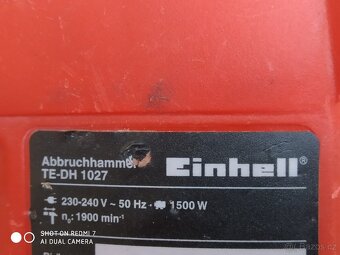 Abbruchhammer
TE-DH 1027
Einhell
230-240 V ~ 50 Hz · 1500 W
n₀: 1900 min⁻¹
SHOT ON REDMI 7
AI DUAL CAMERA